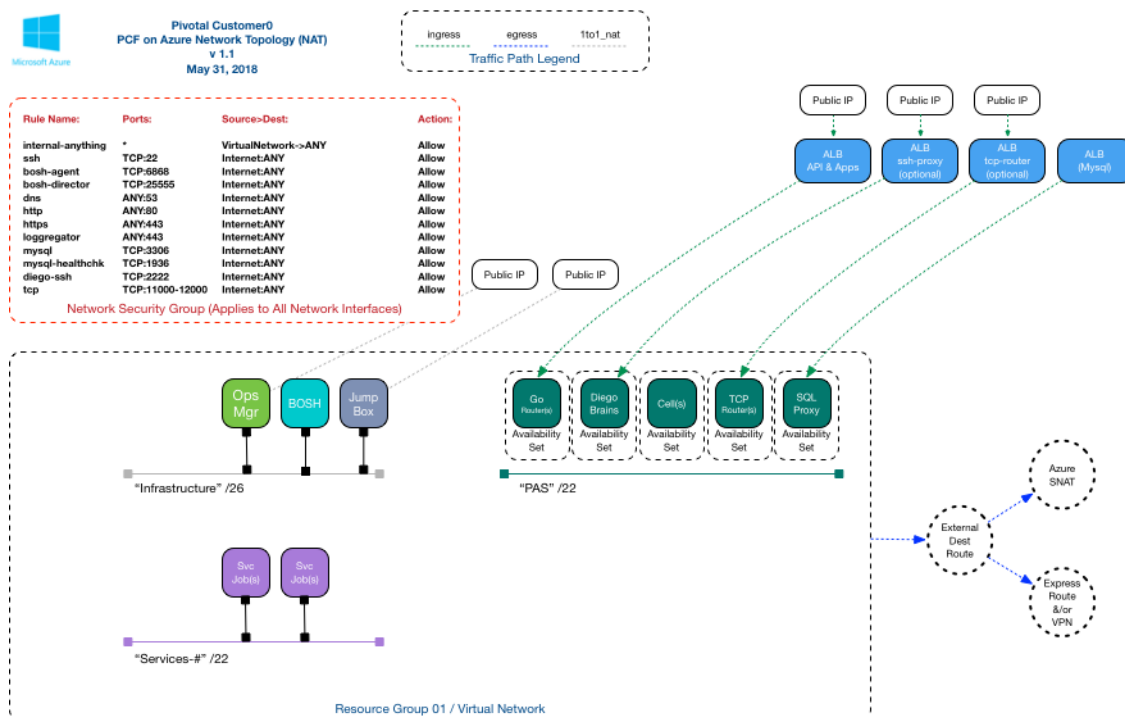 Microsoft Azure
Pivotal Customer0
PCF on Azure Network Topology (NAT)
v 1.1
May 31, 2018
ingress egress 1to1_nat
Traffic Path Legend
Rule Name: Ports: Source>Dest: Action:
internal-anything * VirtualNetwork->ANY Allow
ssh TCP:22 Internet:ANY Allow
bosh-agent TCP:6868 Internet:ANY Allow
bosh-director TCP:25555 Internet:ANY Allow
dns ANY:53 Internet:ANY Allow
http ANY:80 Internet:ANY Allow
https ANY:443 Internet:ANY Allow
loggregator ANY:443 Internet:ANY Allow
mysql TCP:3306 Internet:ANY Allow
mysql-healthchk TCP:1936 Internet:ANY Allow
diego-ssh TCP:2222 Internet:ANY Allow
tcp TCP:11000-12000 Internet:ANY Allow
Network Security Group (Applies to All Network Interfaces)
Public IP
Public IP
Public IP
ALB
API & Apps
ALB
ssh-proxy
(optional)
ALB
tcp-router
(optional)
ALB
(Mysql)
Public IP
Public IP
Ops
Mgr
BOSH
Jump
Box
"Infrastructure" /26
Go
Router(s)
Availability
Set
Diego
Brains
Availability
Set
Cell(s)
Availability
Set
TCP
Router(s)
Availability
Set
SQL
Proxy
Availability
Set
"PAS" /22
Svc
Job(s)
Svc
Job(s)
"Services-#" /22
External
Dest
Route
Azure
SNAT
Express
Route
&/or
VPN
Resource Group 01 / Virtual Network